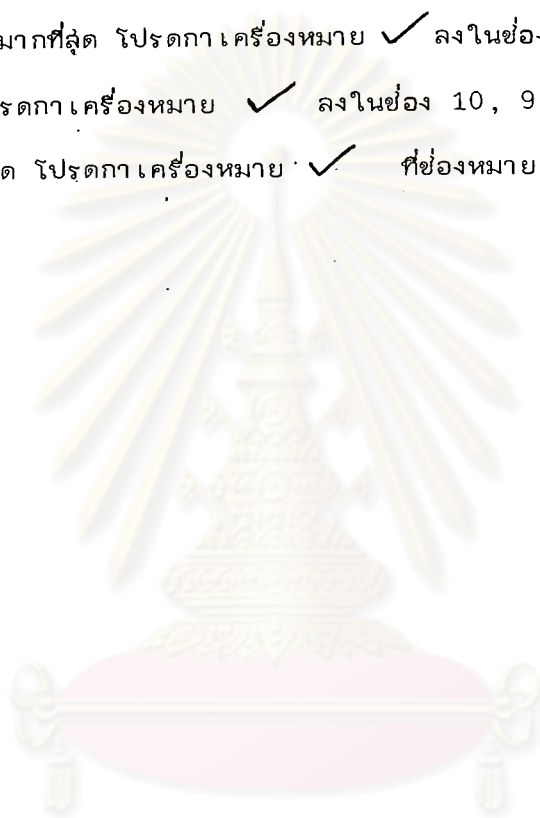 มากที่สุด โปรดกาเครื่องหมาย ✓ ลงในช่อง
รดกาเครื่องหมาย ✓ ลงในช่อง 10, 9
ด โปรดกาเครื่องหมาย ✓ ที่ช่องหมาย